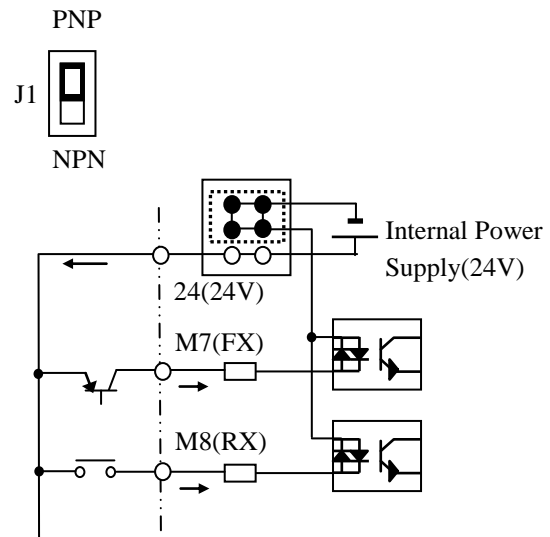 PNP
J1
NPN
Internal Power
Supply(24V)
24(24V)
M7(FX)
M8(RX)